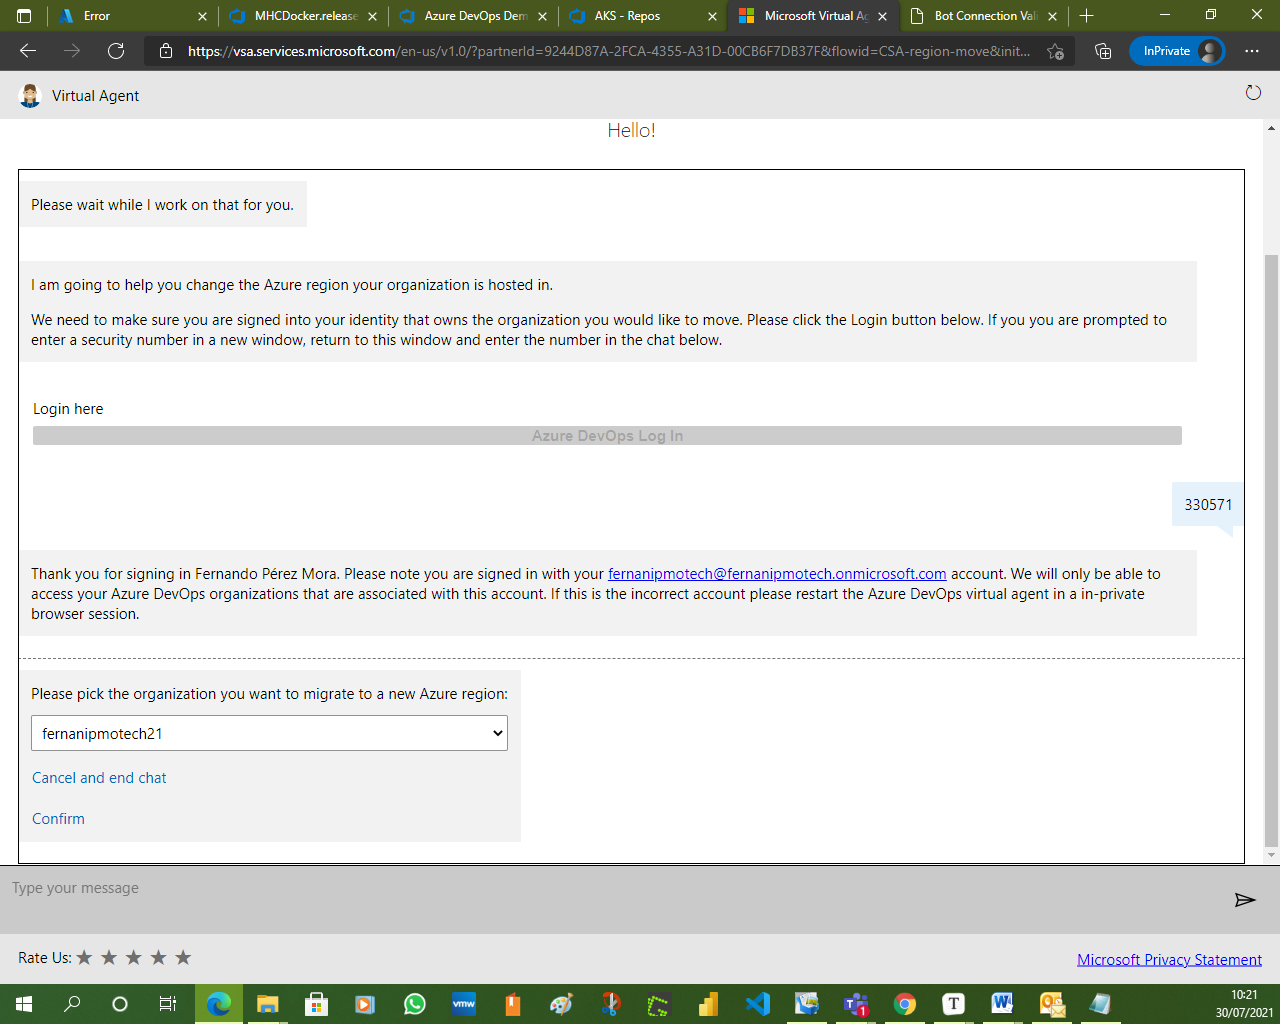 Error
MHCDocker.release
Azure DevOps Dem
AKS - Repos
Microsoft Virtual Ag
Bot Connection Vali
https://vsa.services.microsoft.com/en-us/v1.0/?partnerId=9244D87A-2FCA-4355-A31D-00CB6F7DB37F&flowid=CSA-region-move&init...
InPrivate
Virtual Agent
Hello!
Please wait while I work on that for you.
I am going to help you change the Azure region your organization is hosted in.
We need to make sure you are signed into your identity that owns the organization you would like to move. Please click the Login button below. If you you are prompted to
enter a security number in a new window, return to this window and enter the number in the chat below.
Login here
Azure DevOps Log In
330571
Thank you for signing in Fernando Pérez Mora. Please note you are signed in with your fernanipmotech@fernanipmotech.onmicrosoft.com account. We will only be able to
access your Azure DevOps organizations that are associated with this account. If this is the incorrect account please restart the Azure DevOps virtual agent in a in-private
browser session.
Please pick the organization you want to migrate to a new Azure region:
fernanipmotech21
Cancel and end chat
Confirm
Type your message
Rate Us:
Microsoft Privacy Statement
vmw
1
T
10:21
30/07/2021